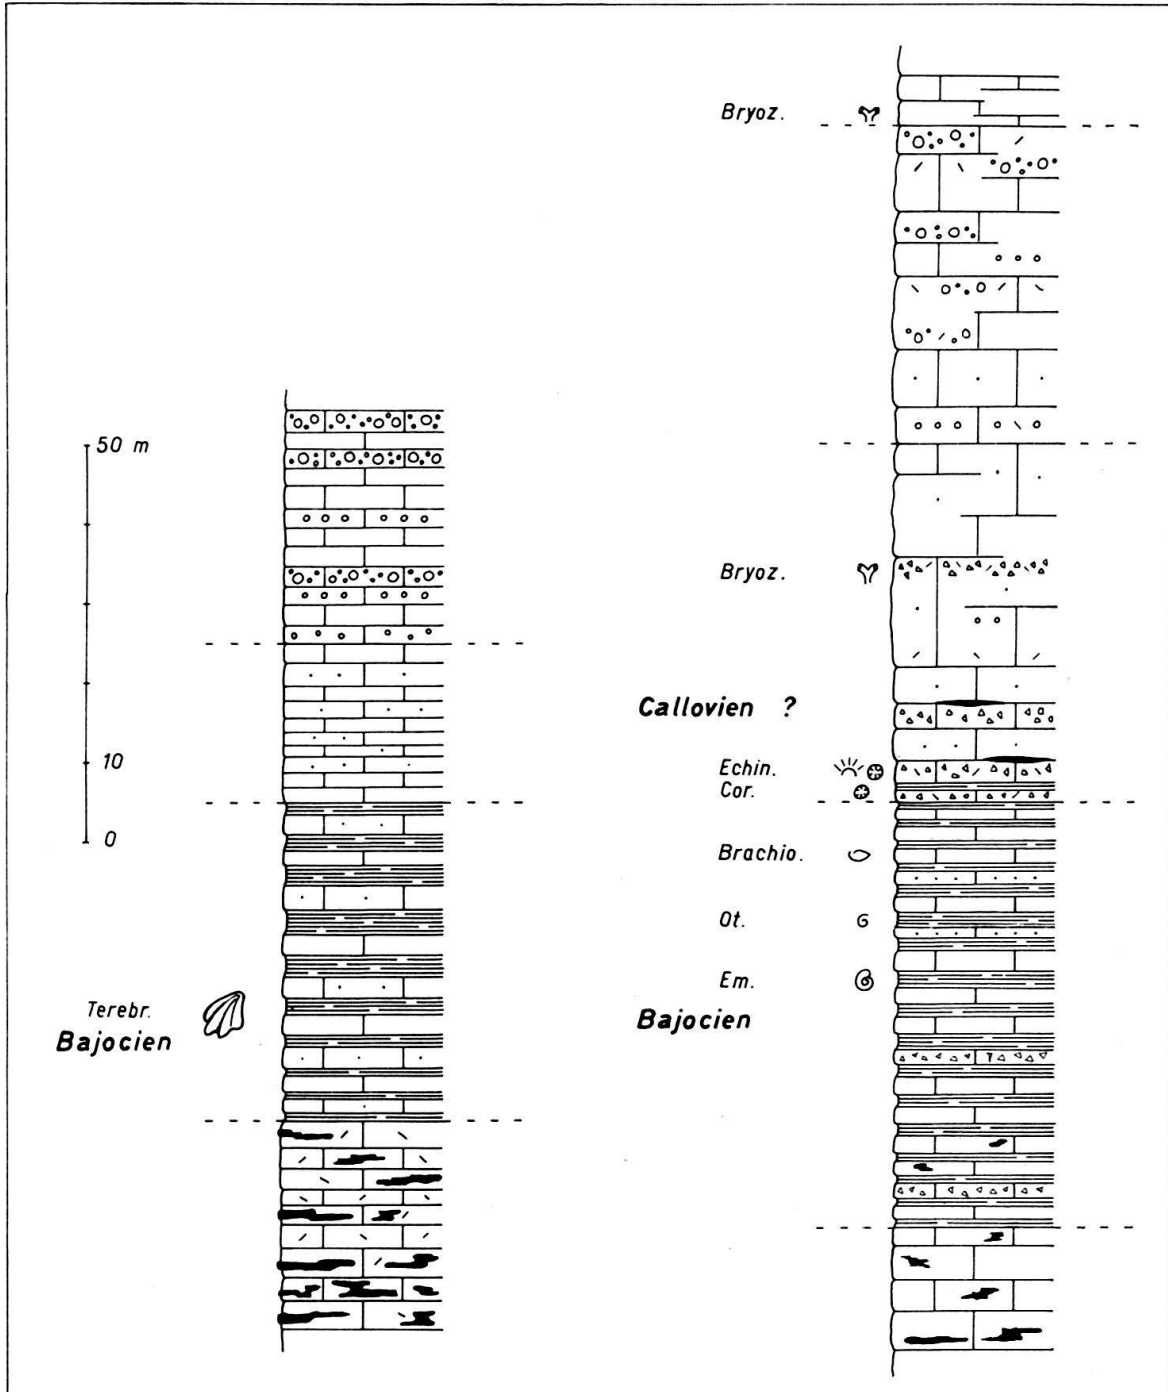 Bryoz.
50 m
Bryoz.
Callovien ?
10
Echin.
Cor.
0
Brachio.
Ot.
Em.
Terebr.
Bajocien
Bajocien